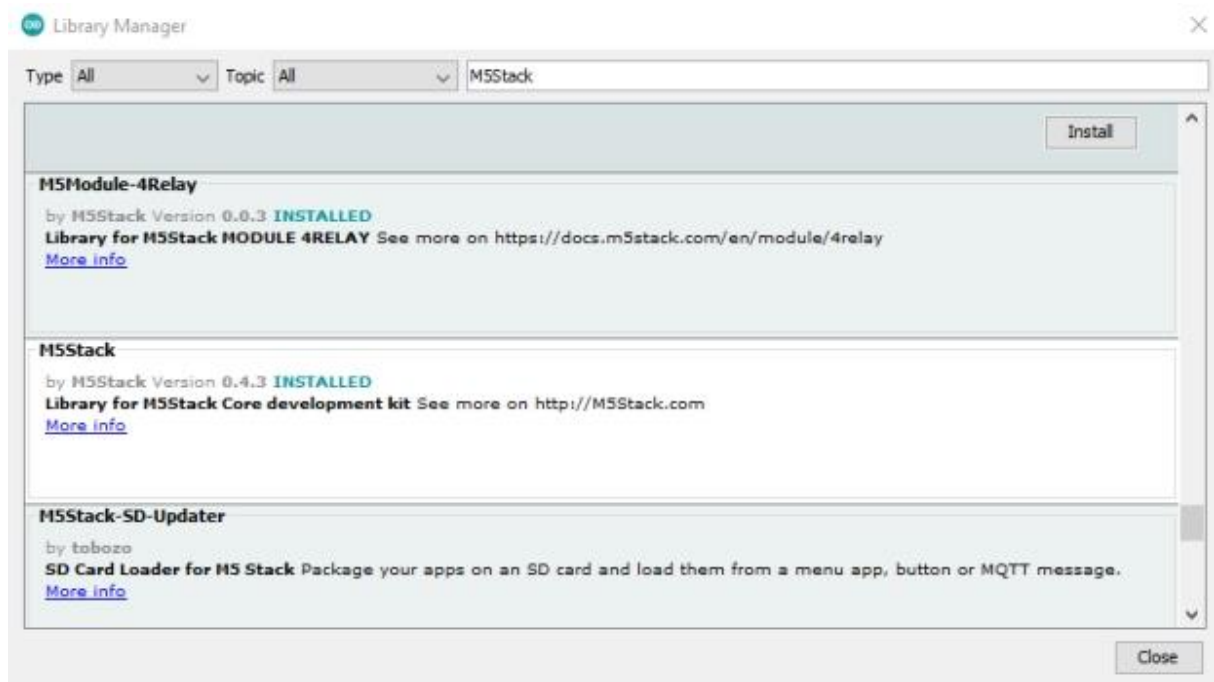 Library Manager
Type All Topic All M5Stack
Install
M5Module-4Relay
by M5Stack Version 0.0.3 INSTALLED
Library for M5Stack MODULE 4RELAY See more on https://docs.m5stack.com/en/module/4relay
More info
M5Stack
by M5Stack Version 0.4.3 INSTALLED
Library for M5Stack Core development kit See more on http://M5Stack.com
More info
M5Stack-SD-Updater
by tobozo
SD Card Loader for M5 Stack Package your apps on an SD card and load them from a menu app, button or MQTT message.
More info
Close